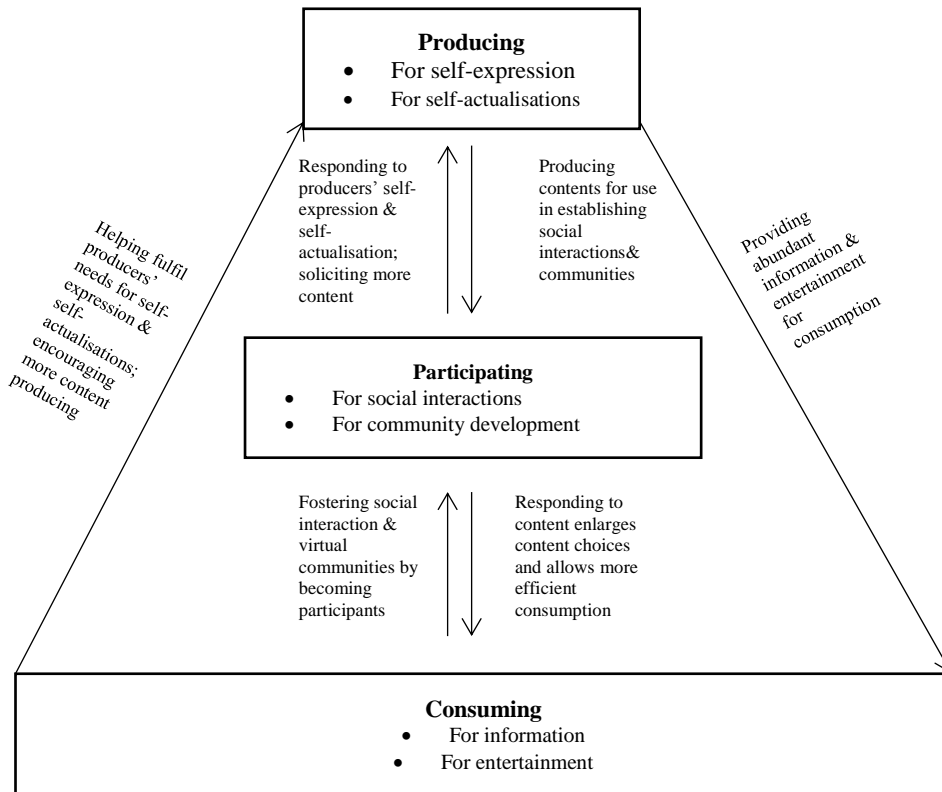 Producing
• For self-expression
• For self-actualisations
Responding to
producers' self-
expression &
self-
actualisation;
soliciting more
content
Producing
contents for use
in establishing
social
interactions&
communities
Helping fulfil
producers'
needs for self-
expression &
self-
actualisations;
encouraging
more content
producing
Providing
abundant
information &
entertainment
for
consumption
Participating
• For social interactions
• For community development
Fostering social
interaction &
virtual
communities by
becoming
participants
Responding to
content enlarges
content choices
and allows more
efficient
consumption
Consuming
• For information
• For entertainment